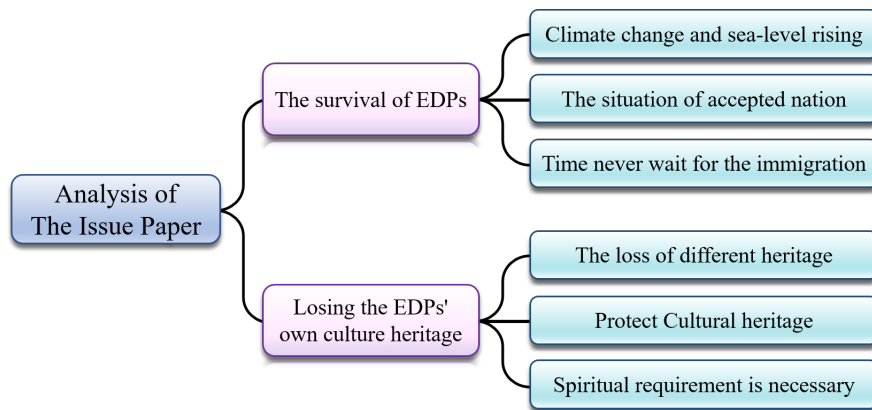 Analysis of
The Issue Paper
The survival of EDPs
Climate change and sea-level rising
The situation of accepted nation
Time never wait for the immigration
Losing the EDPs'
own culture heritage
The loss of different heritage
Protect Cultural heritage
Spiritual requirement is necessary